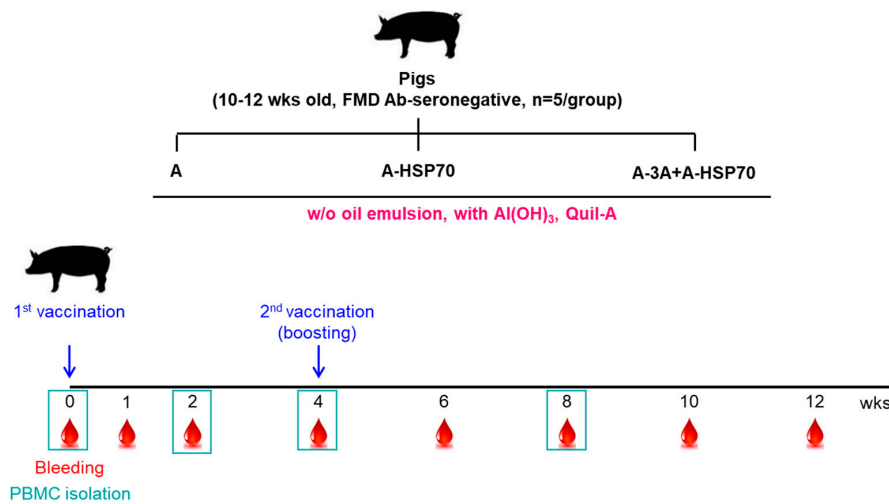 Pigs
(10-12 wks old, FMD Ab-seronegative, n=5/group)
A A-HSP70 A-3A+A-HSP70
w/o oil emulsion, with Al(OH)₃, Quil-A
1st vaccination
2nd vaccination
(boosting)
0 1 2 4 6 8 10 12 wks
Bleeding
PBMC isolation